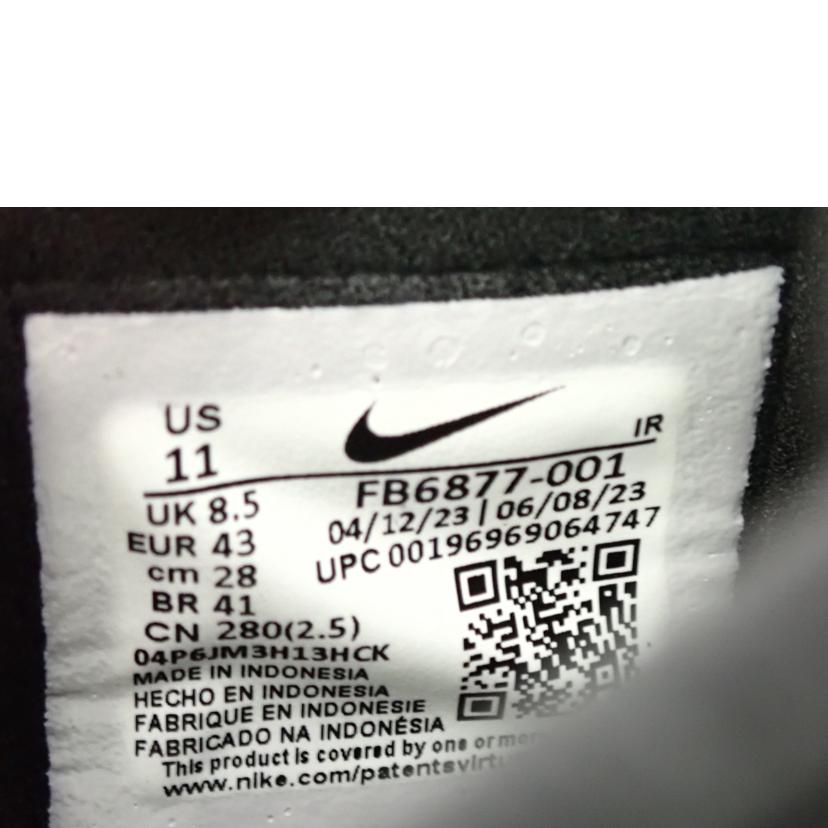 US
11
IR
UK 8.5
EUR 43
cm 28
BR 41
CN 280(2.5)
FB6877-001
04/12/23 | 06/08/23
UPC 00196969064747
04P6JM3H13HCK
MADE IN INDONESIA
HECHO EN INDONESIA
FABRIQUE EN INDONESIE
FABRICADO NA INDONÉSIA
This product is covered by one or
www.nike.com/patents